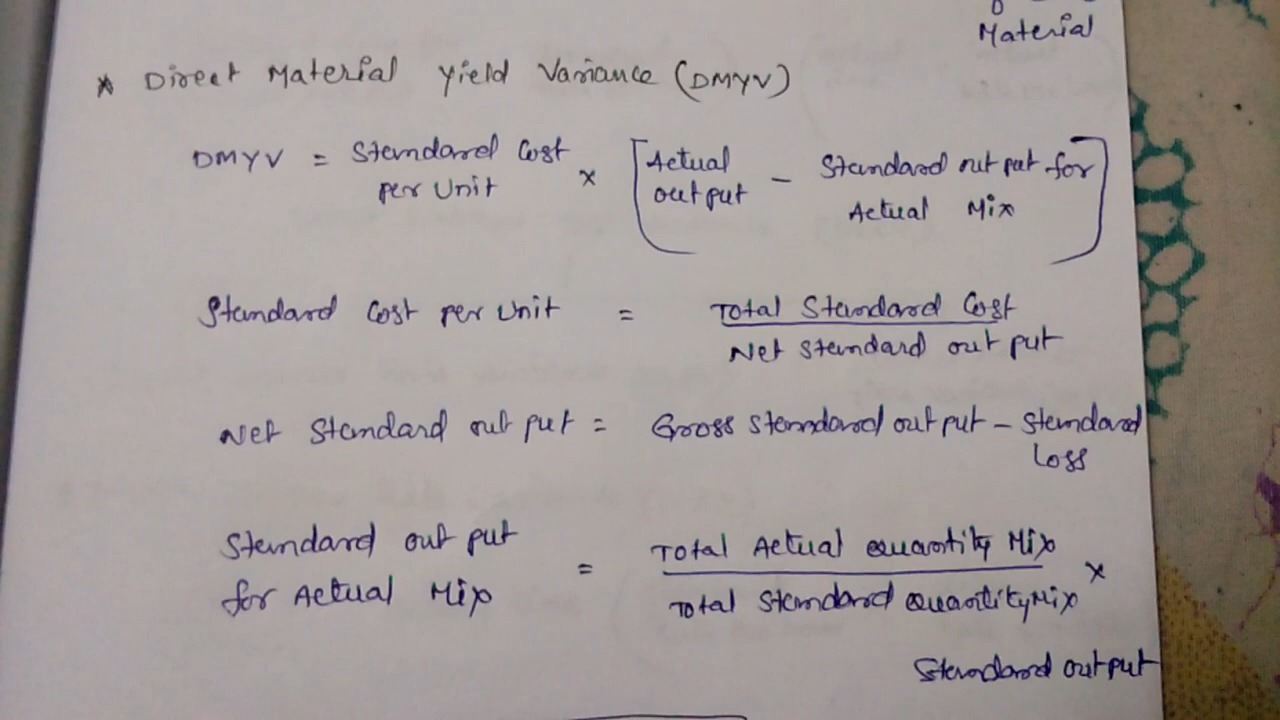 Material
* Direct Material Yield Variance (DMYV)
DMYV = Standard Cost per Unit × [Actual output - Standard out put for Actual Mix]
Standard Cost per Unit = Total Standard Cost
Net Standard out put
Net Standard out put = Gross Standard out put - Standard
Loss
Standard out put for Actual Mix = Total Actual Quantity Mix ×
Total Standard Quantity Mix
Standard out put